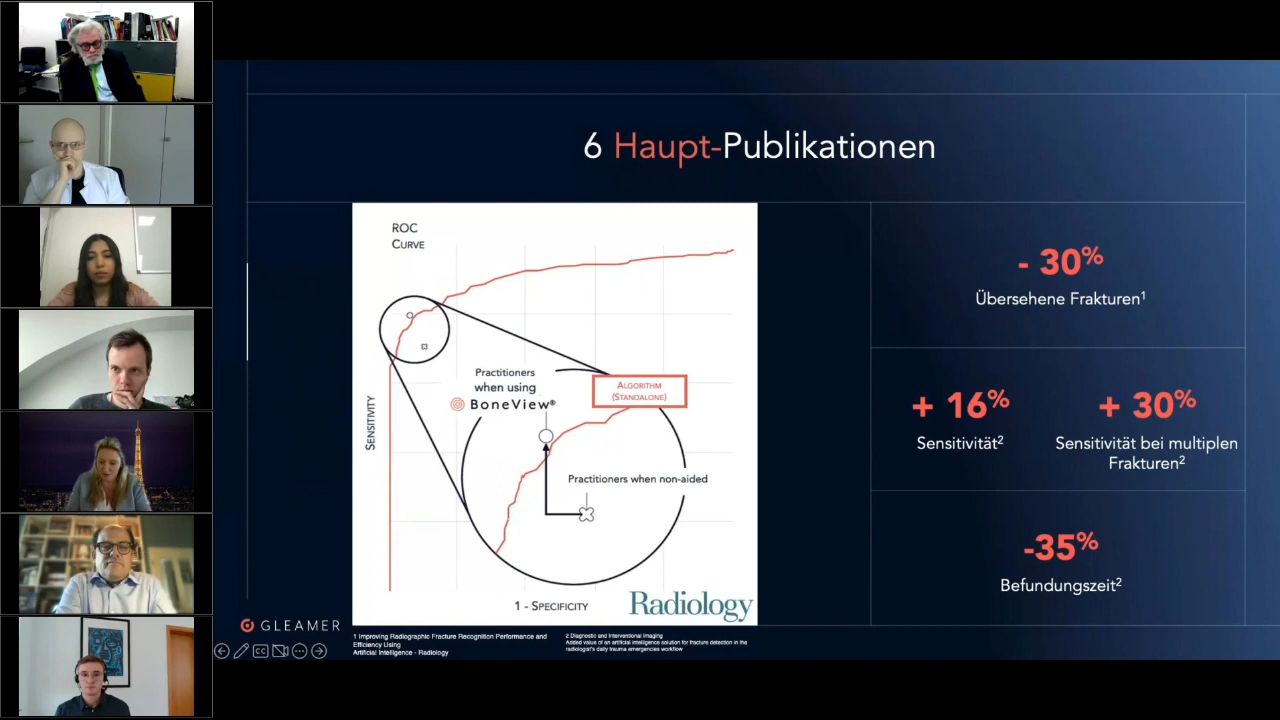 6 Haupt-Publikationen
ROC
CURVE
SENSITIVITY
Practitioners
when using
BoneView®
ALGORITHM
(STANDALONE)
Practitioners when non-aided
1 - SPECIFICITY
Radiology
- 30%
Übersehene Frakturen1
+ 16%
Sensitivität2
+ 30%
Sensitivität bei multiplen
Frakturen2
-35%
Befundungszeit2
GLEAMER
CC
1 Improving Radiographic Fracture Recognition Performance and
Efficiency Using
Artificial Intelligence - Radiology
2 Diagnostic and Interventional Imaging
Added value of an artificial intelligence solution for fracture detection in the
radiologist's daily trauma emergencies workflow